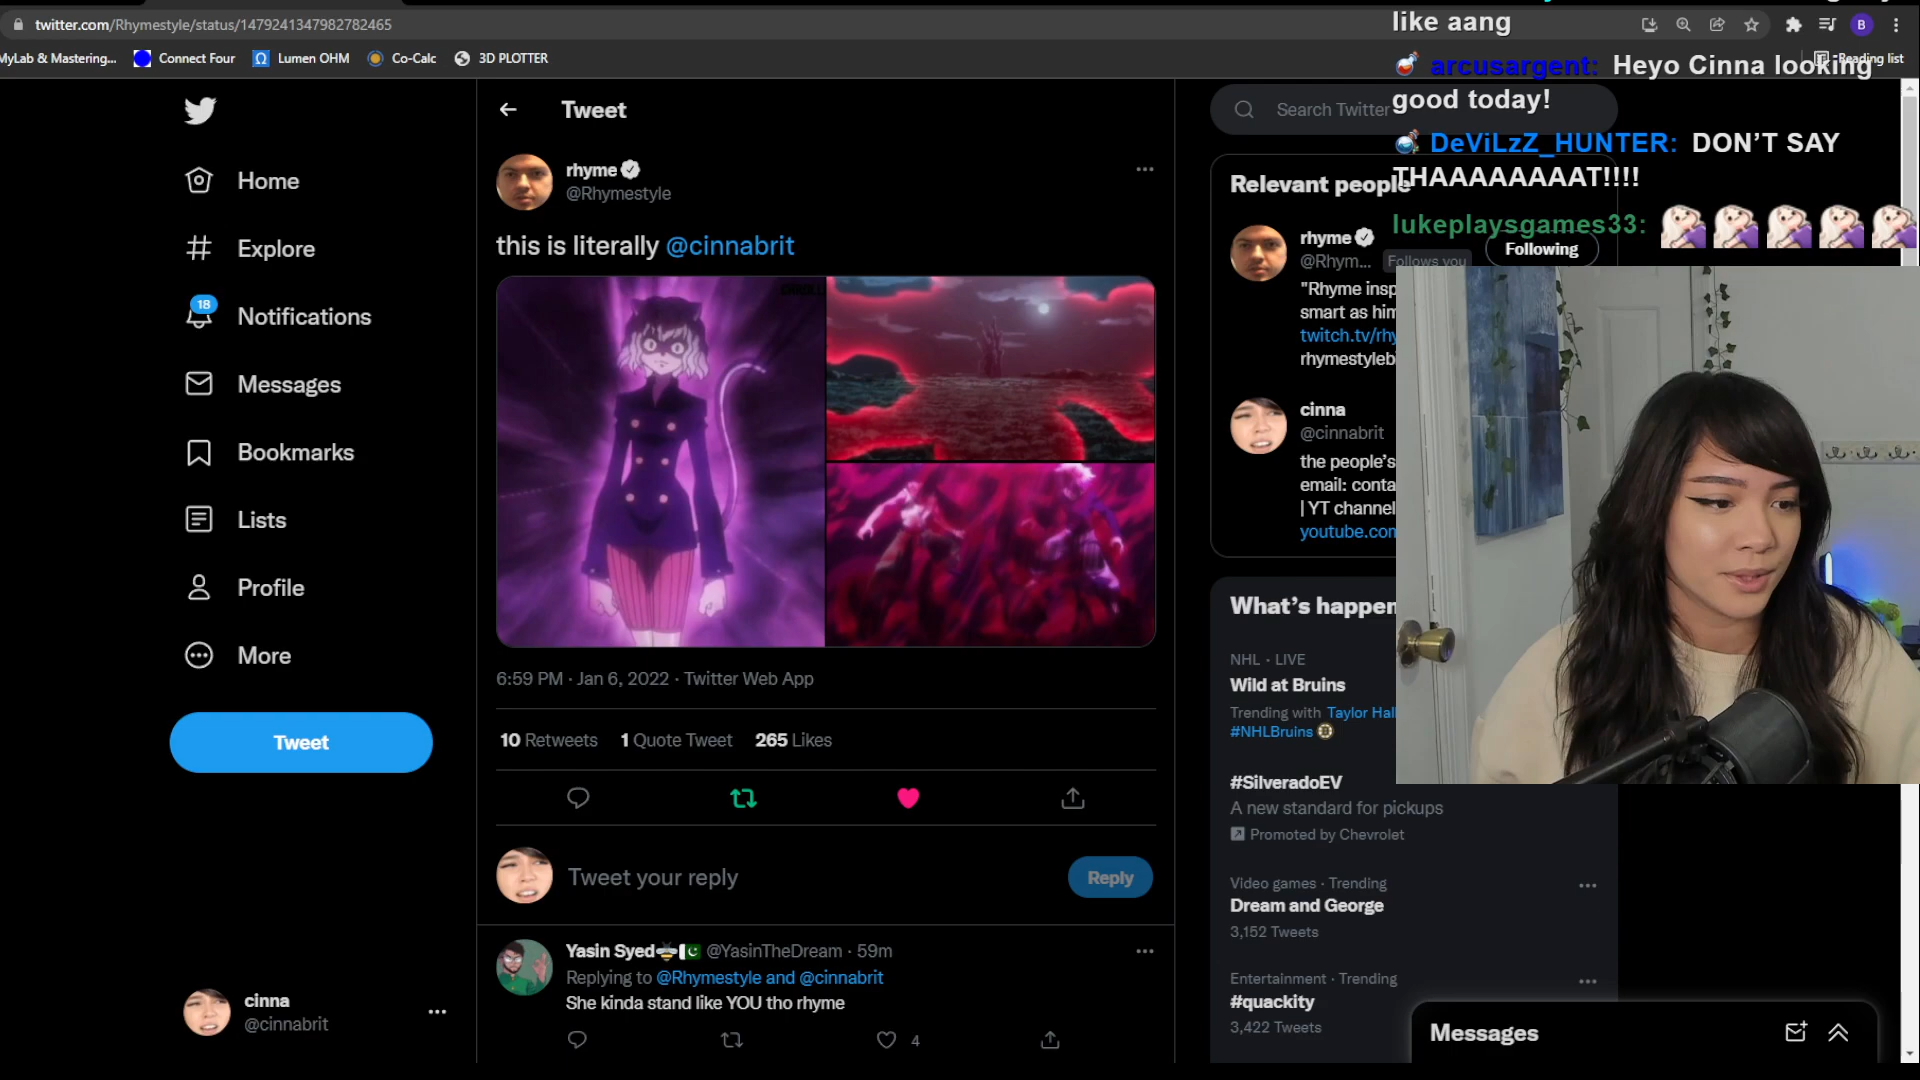 twitter.com/Rhymestyle/status/1479241347982782465
MyLab & Mastering...
Connect Four
Lumen OHM
Co-Calc
3D PLOTTER
Reading list
B
like aang
arcusargent: Heyo Cinna looking
good today!
DeViLzZ_HUNTER: DON'T SAY
THAAAAAAAAT!!!!
lukeplaysgames33:
Home
Explore
18
Notifications
Messages
Bookmarks
Lists
Profile
More
Tweet
cinna
@cinnabrit
Tweet
rhyme
@Rhymestyle
this is literally @cinnabrit
6:59 PM · Jan 6, 2022 · Twitter Web App
10 Retweets 1 Quote Tweet 265 Likes
Tweet your reply
Reply
Yasin Syed @YasinTheDream · 59m
Replying to @Rhymestyle and @cinnabrit
She kinda stand like YOU tho rhyme
4
Search Twitter
Relevant people
rhyme
@Rhym... Follows you
Following
"Rhyme insp
smart as him
twitch.tv/rhy
rhymestyleb
cinna
@cinnabrit
the people's
email: conta
| YT channel
youtube.com
What's happen
NHL · LIVE
Wild at Bruins
Trending with Taylor Hall
#NHLBruins
#SilveradoEV
A new standard for pickups
Promoted by Chevrolet
Video games · Trending
Dream and George
3,152 Tweets
Entertainment · Trending
#quackity
3,422 Tweets
Messages